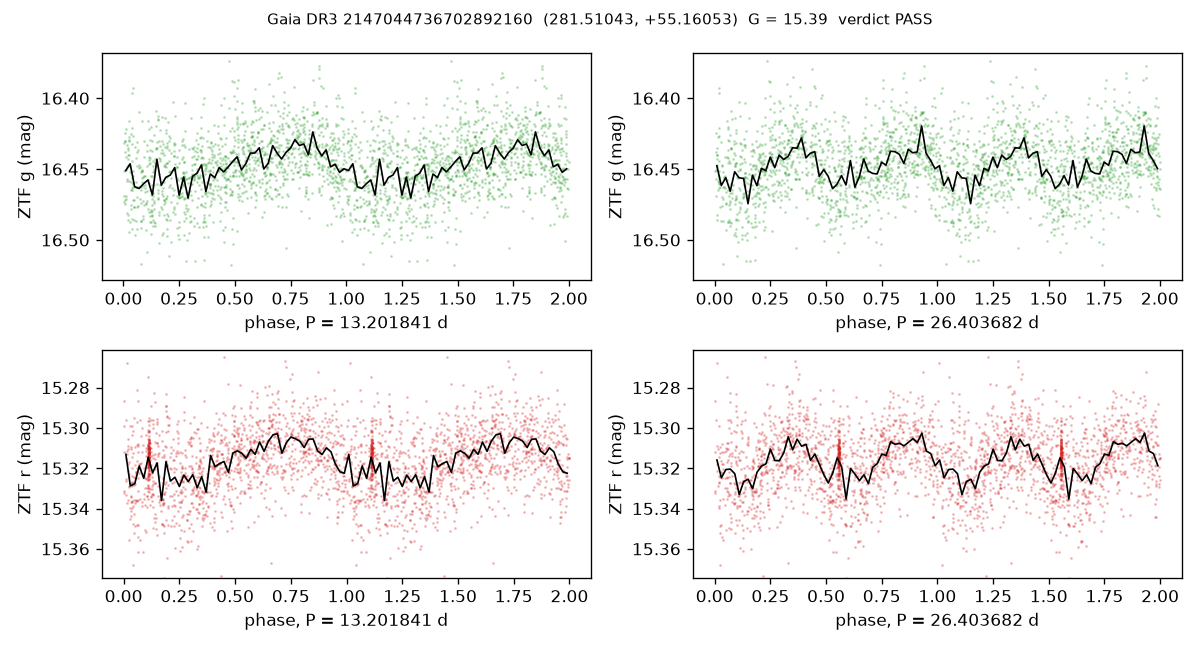 Gaia DR3 2147044736702892160 (281.51043, +55.16053) G = 15.39 verdict PASS
ZTF g (mag)
16.40
16.45
16.50
0.00 0.25 0.50 0.75 1.00 1.25 1.50 1.75 2.00
phase, P = 13.201841 d
ZTF g (mag)
16.40
16.45
16.50
0.00 0.25 0.50 0.75 1.00 1.25 1.50 1.75 2.00
phase, P = 26.403682 d
ZTF r (mag)
15.28
15.30
15.32
15.34
15.36
0.00 0.25 0.50 0.75 1.00 1.25 1.50 1.75 2.00
phase, P = 13.201841 d
ZTF r (mag)
15.28
15.30
15.32
15.34
15.36
0.00 0.25 0.50 0.75 1.00 1.25 1.50 1.75 2.00
phase, P = 26.403682 d